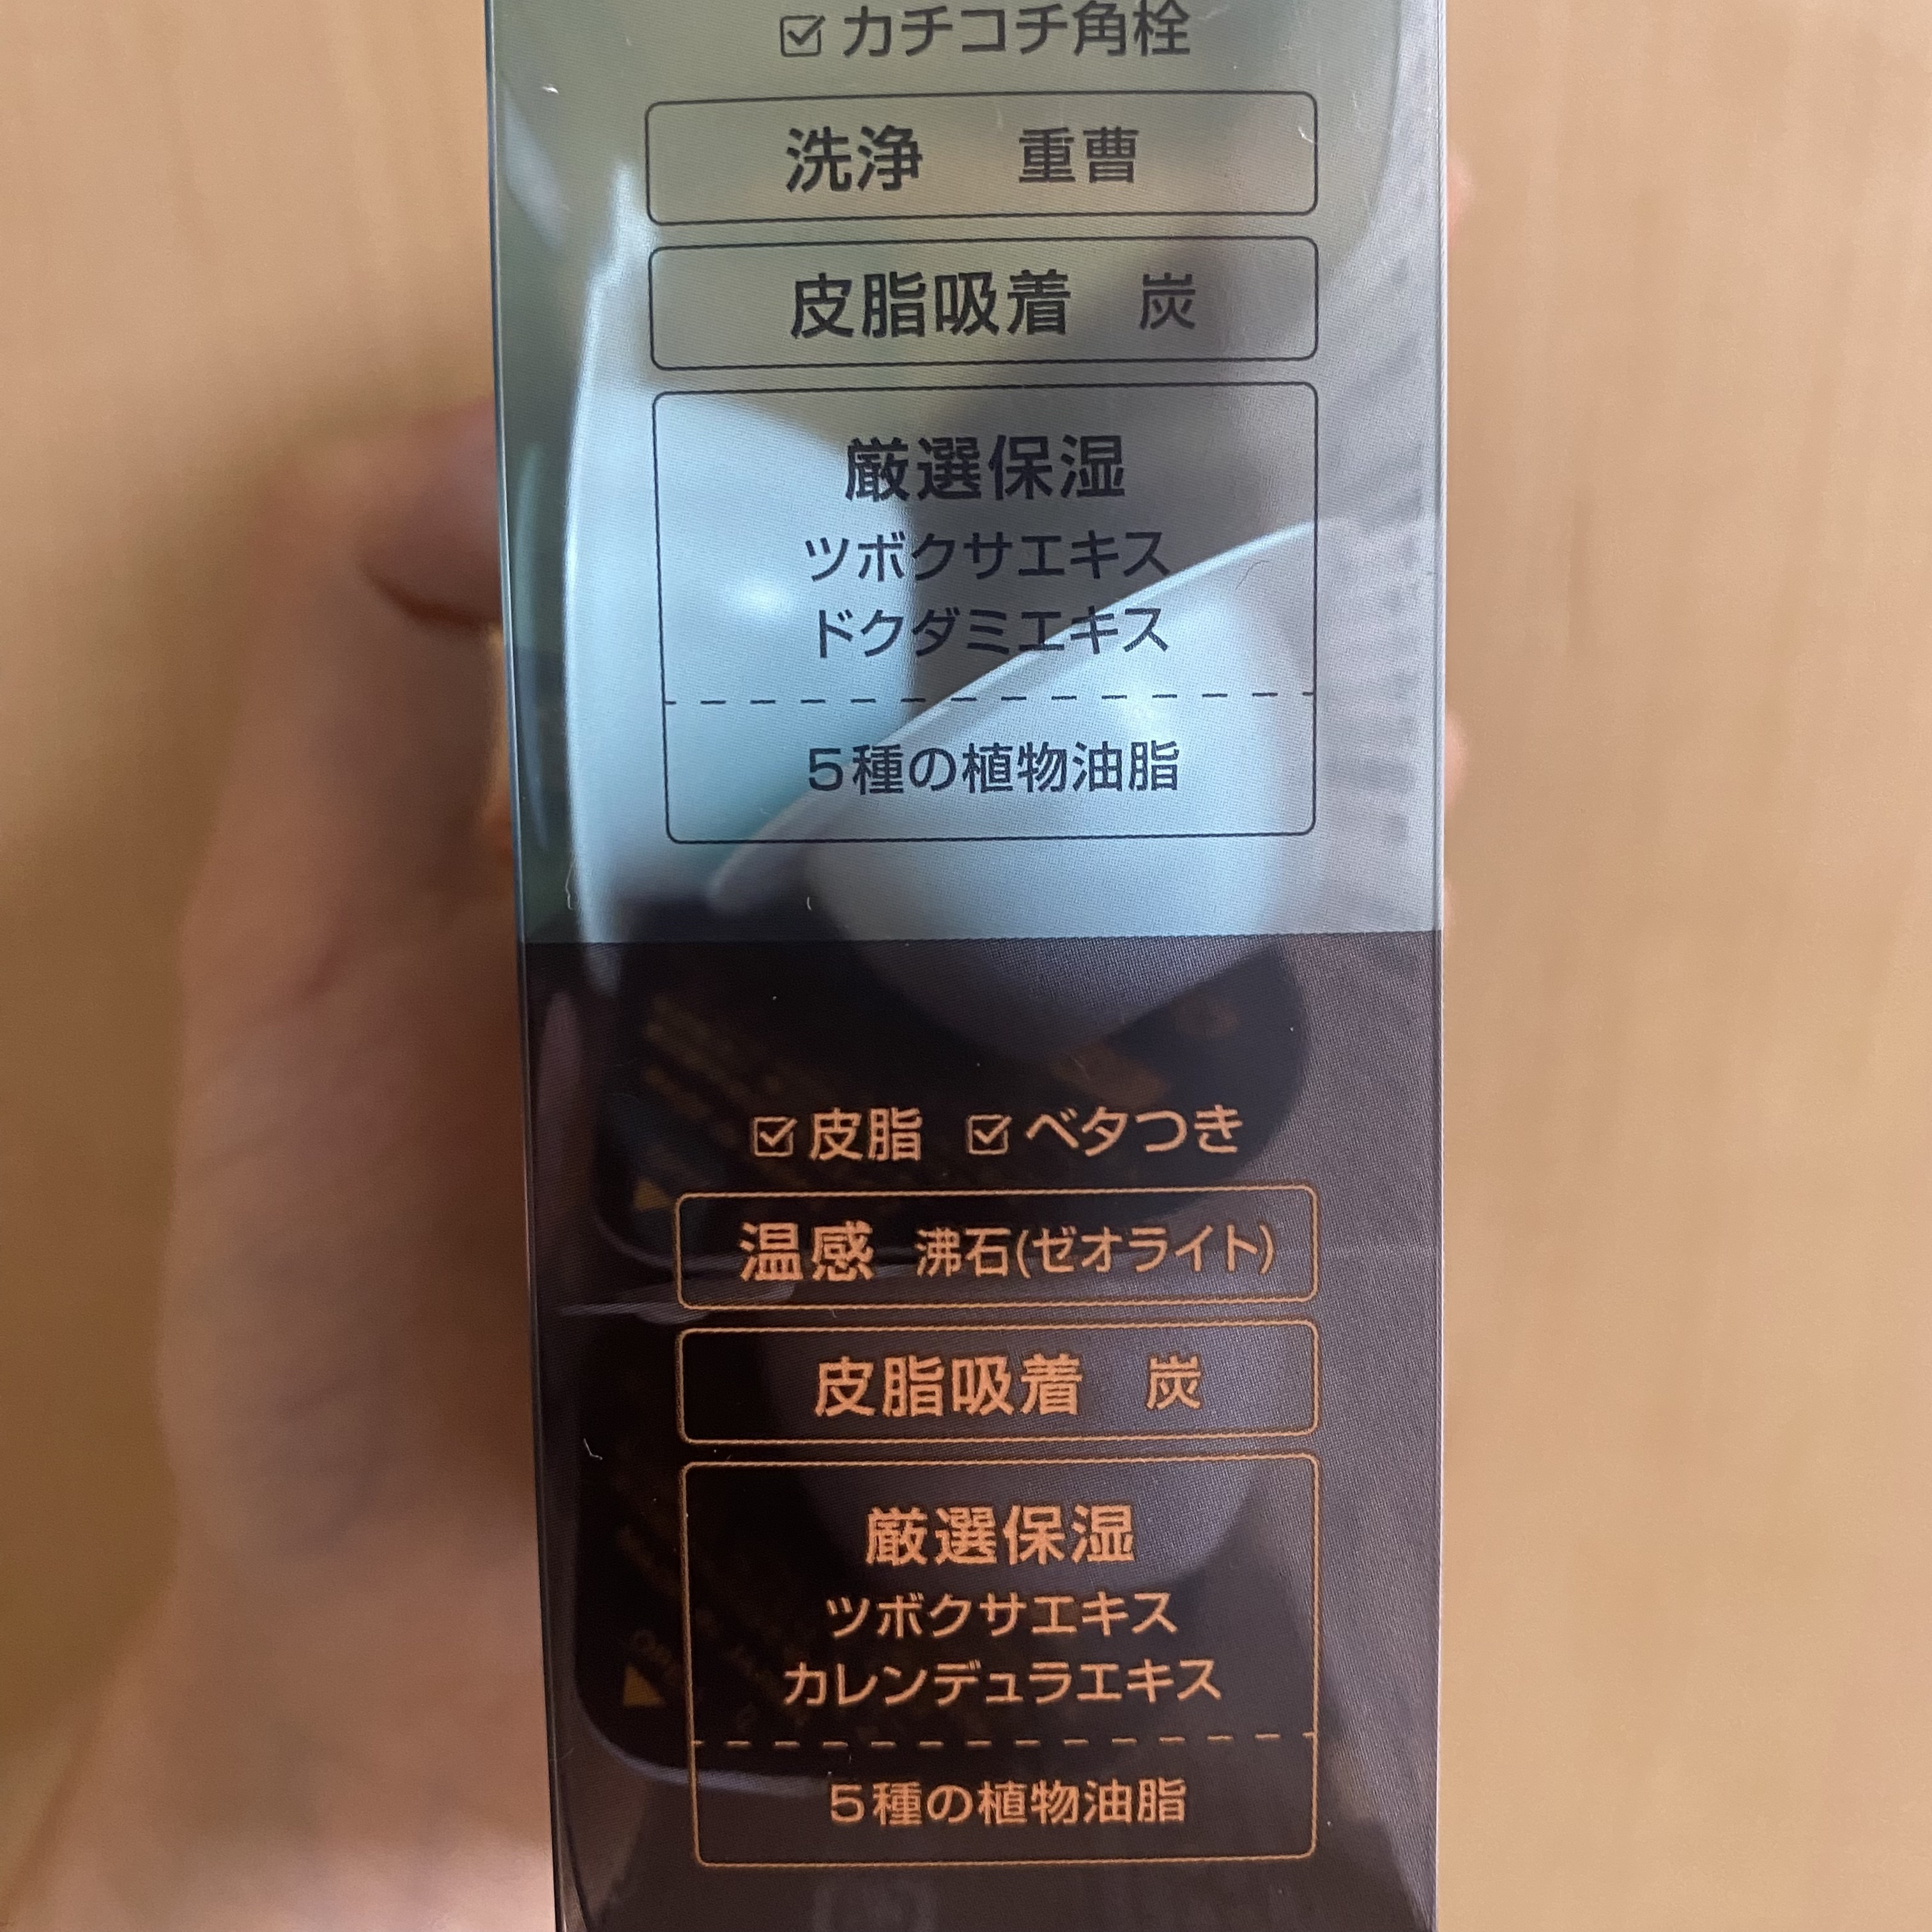 ☑カチコチ角栓
洗浄 重曹
皮脂吸着 炭
厳選保湿
ツボクサエキス
ドクダミエキス
5種の植物油脂
☑皮脂 ☑ベタつき
温感 沸石(ゼオライト)
皮脂吸着 炭
厳選保湿
ツボクサエキス
カレンデュラエキス
5種の植物油脂